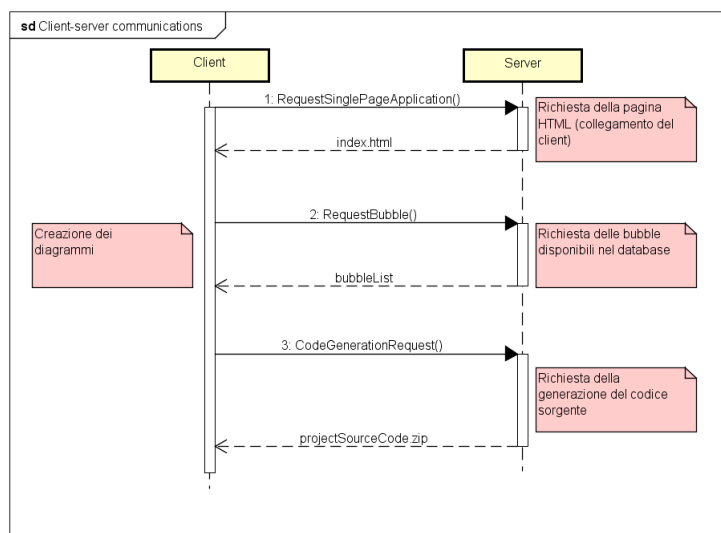 sd Client-server communications
Client
Server
1: RequestSinglePageApplication()
Richiesta della pagina
HTML (collegamento del
client)
index.html
2: RequestBubble()
Creazione dei
diagrammi
Richiesta delle bubble
disponibili nel database
bubbleList
3: CodeGenerationRequest()
Richiesta della
generazione del codice
sorgente
projectSourceCode.zip